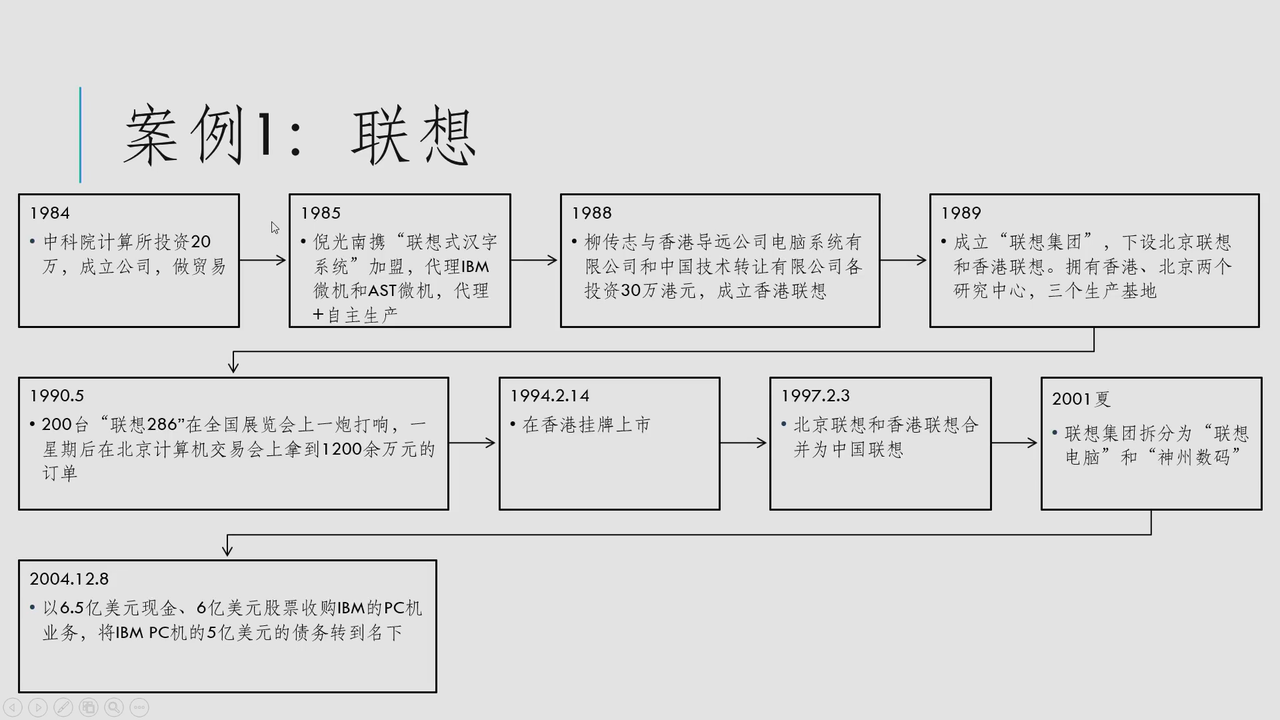 案例1：联想
1984
• 中科院计算所投资20
万，成立公司，做贸易
1985
• 倪光南携“联想式汉字
系统”加盟，代理IBM
微机和AST微机，代理
+自主生产
1988
• 柳传志与香港导远公司电脑系统有
限公司和中国技术转让有限公司各
投资30万港元，成立香港联想
1989
• 成立“联想集团”，下设北京联想
和香港联想。拥有香港、北京两个
研究中心，三个生产基地
1990.5
• 200台“联想286”在全国展览会上一炮打响，一
星期后在北京计算机交易会上拿到1200余万元的
订单
1994.2.14
• 在香港挂牌上市
1997.2.3
• 北京联想和香港联想合
并为中国联想
2001夏
• 联想集团拆分为“联想
电脑”和“神州数码”
2004.12.8
• 以6.5亿美元现金、6亿美元股票收购IBM的PC机
业务，将IBM PC机的5亿美元的债务转到名下